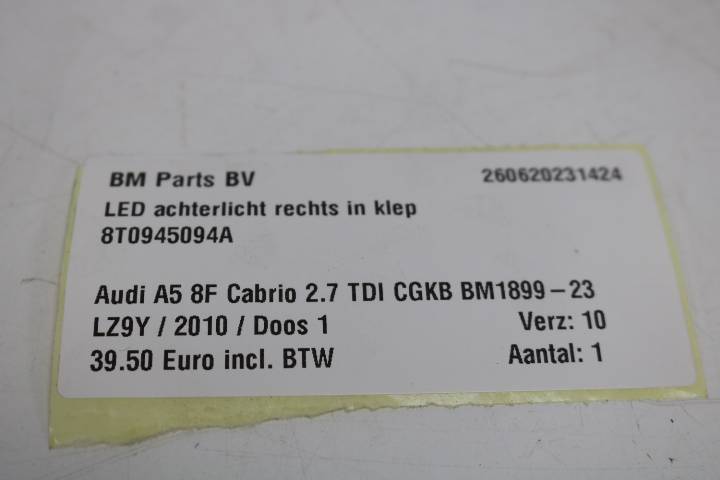 BM Parts BV 260620231424
LED achterlicht rechts in klep
8T0945094A
Audi A5 8F Cabrio 2.7 TDI CGKB BM1899-23
LZ9Y / 2010 / Doos 1 Verz: 10
39.50 Euro incl. BTW Aantal: 1